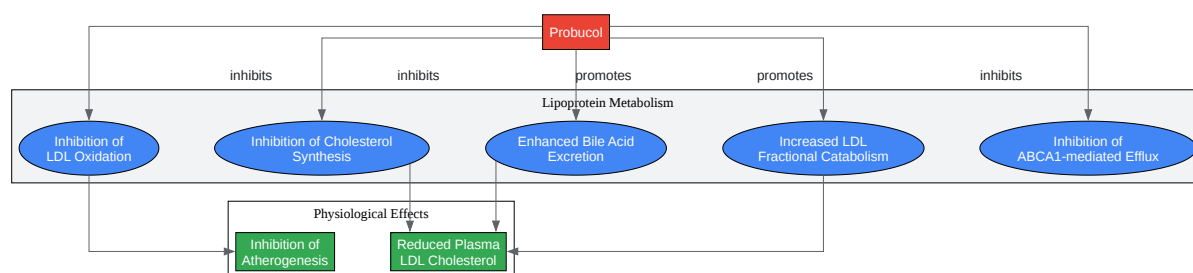 Probucol
inhibits
inhibits
promotes
promotes
inhibits
Lipoprotein Metabolism
Inhibition of
LDL Oxidation
Inhibition of Cholesterol
Synthesis
Enhanced Bile Acid
Excretion
Increased LDL
Fractional Catabolism
Inhibition of
ABCA1-mediated Efflux
Physiological Effects
Inhibition of
Atherogenesis
Reduced Plasma
LDL Cholesterol